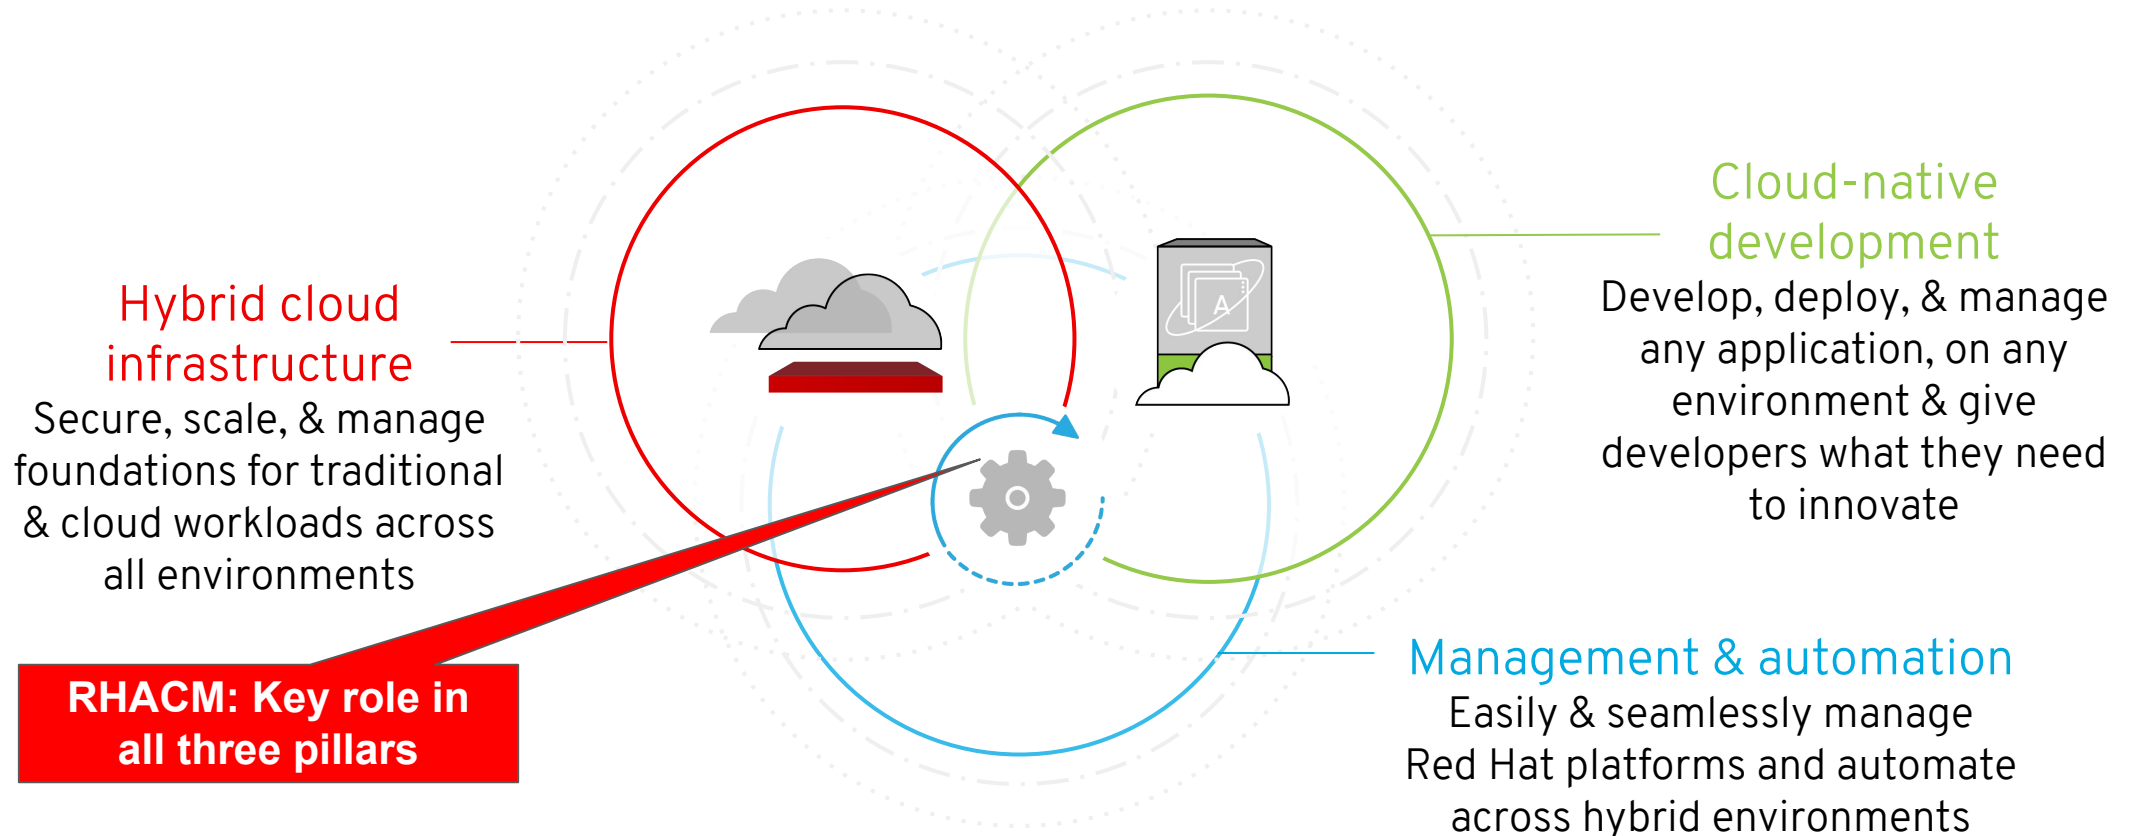 Hybrid cloud
infrastructure
Secure, scale, & manage
foundations for traditional
& cloud workloads across
all environments
RHACM: Key role in
all three pillars
A
Cloud-native
development
Develop, deploy, & manage
any application, on any
environment & give
developers what they need
to innovate
Management & automation
Easily & seamlessly manage
Red Hat platforms and automate
across hybrid environments